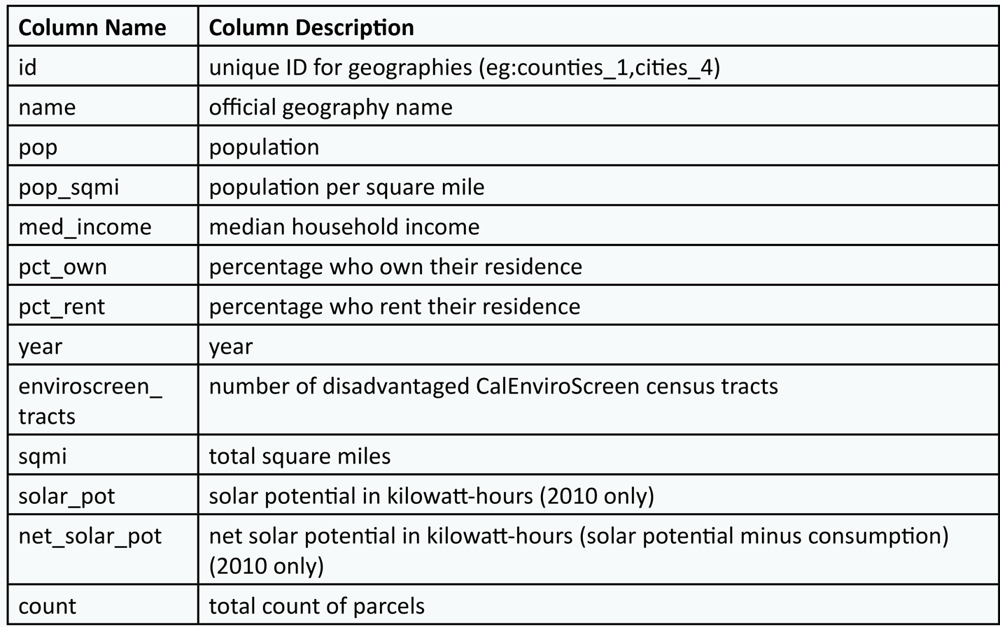 Column Name Column Description
id unique ID for geographies (eg:counties_1,cities_4)
name official geography name
pop population
pop_sqmi population per square mile
med_income median household income
pct_own percentage who own their residence
pct_rent percentage who rent their residence
year year
enviroscreen_ number of disadvantaged CalEnviroScreen census tracts
tracts
sqmi total square miles
solar_pot solar potential in kilowatt-hours (2010 only)
net_solar_pot net solar potential in kilowatt-hours (solar potential minus consumption)
(2010 only)
count total count of parcels